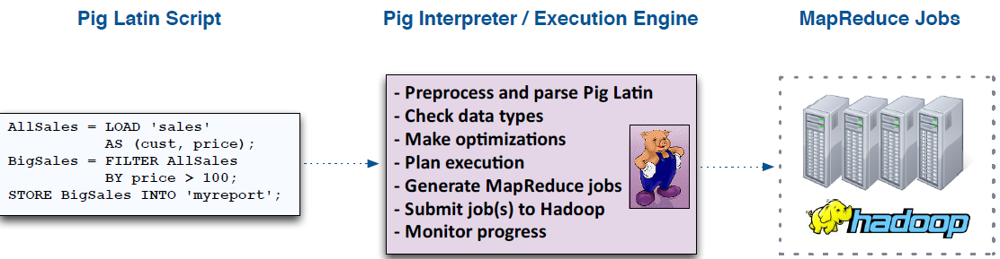 Pig Latin Script
AllSales = LOAD 'sales'
AS (cust, price);
BigSales = FILTER AllSales
BY price > 100;
STORE BigSales INTO 'myreport';
Pig Interpreter / Execution Engine
- Preprocess and parse Pig Latin
- Check data types
- Make optimizations
- Plan execution
- Generate MapReduce jobs
- Submit job(s) to Hadoop
- Monitor progress
MapReduce Jobs
hadoop